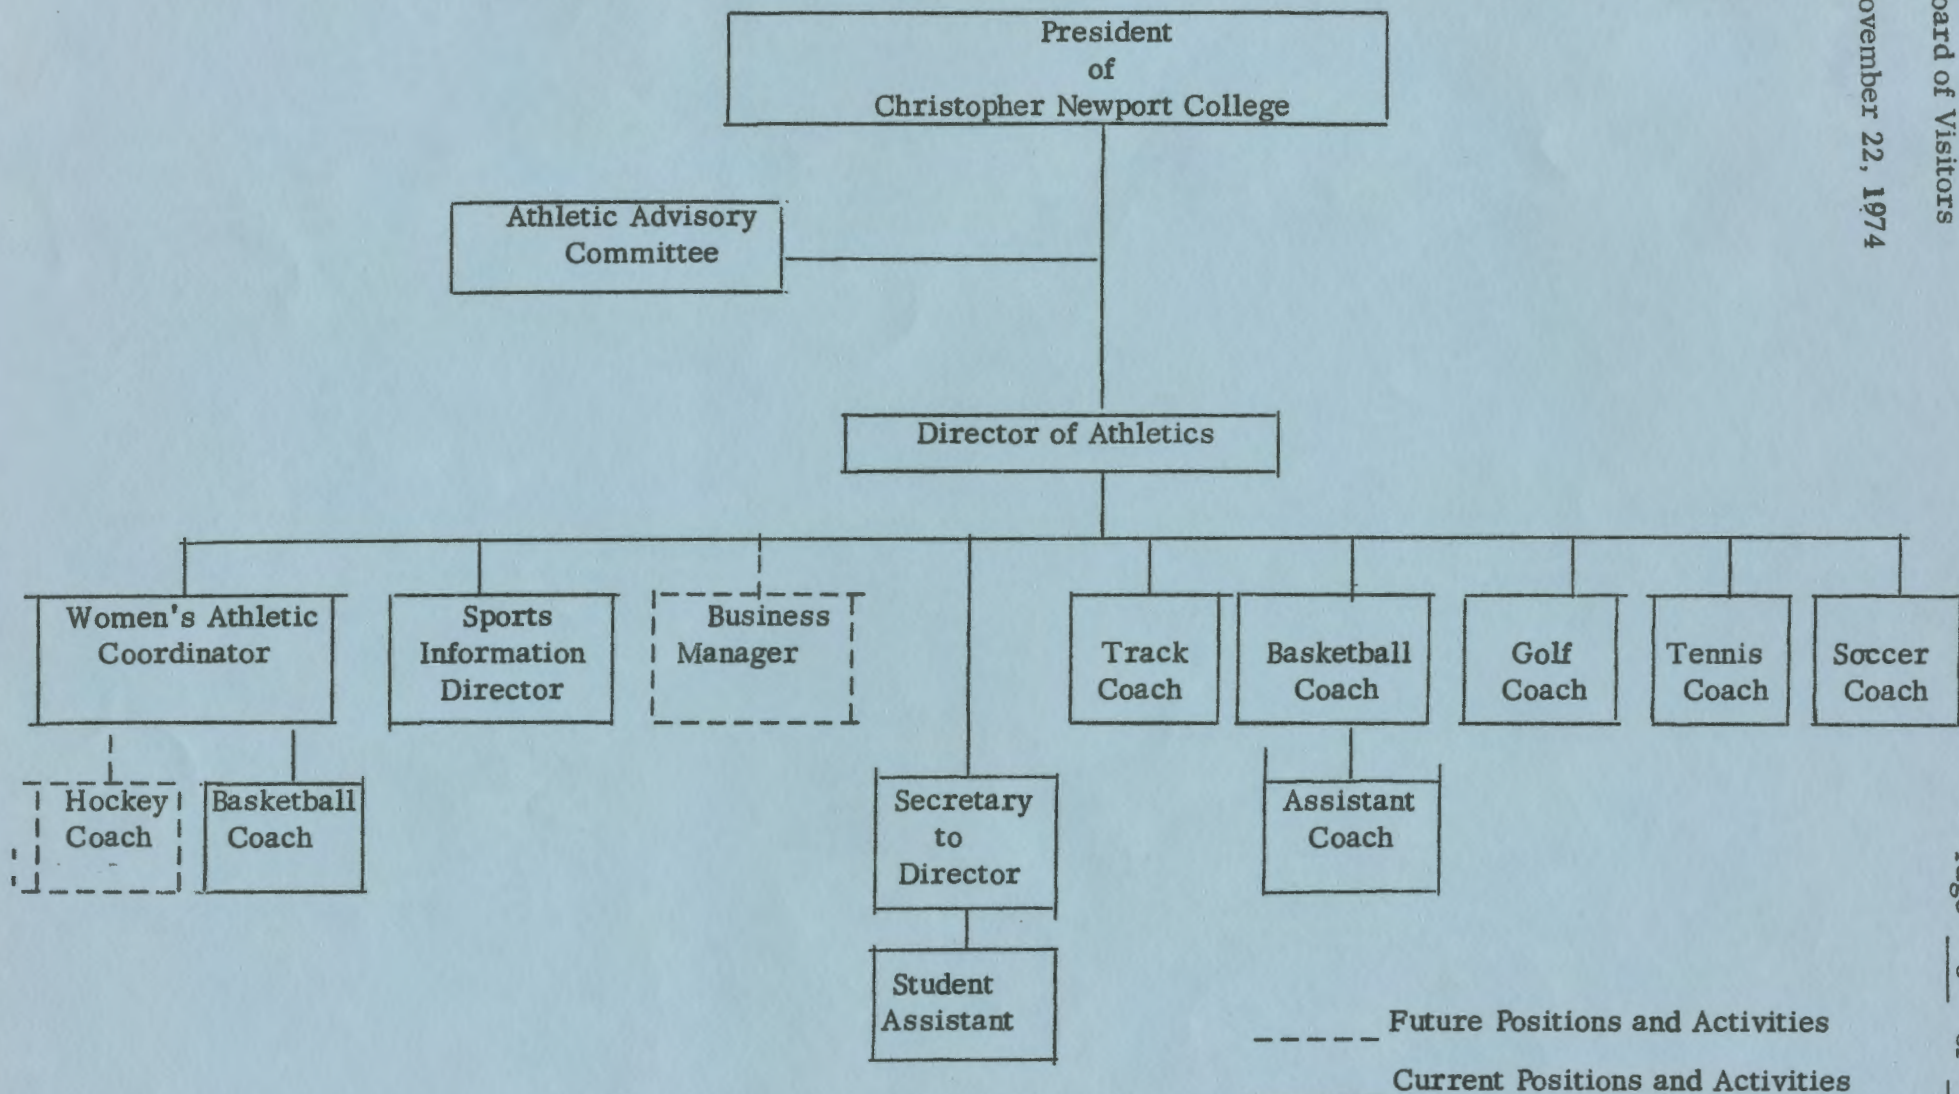 President
of
Christopher Newport College
Board of Visitors
November 22, 1974
Athletic Advisory
Committee
Director of Athletics
Women's Athletic
Coordinator
Sports
Information
Director
Business
Manager
Track
Coach
Basketball
Coach
Golf
Coach
Tennis
Coach
Soccer
Coach
Hockey
Coach
Basketball
Coach
Secretary
to
Director
Assistant
Coach
Student
Assistant
Future Positions and Activities
Current Positions and Activities